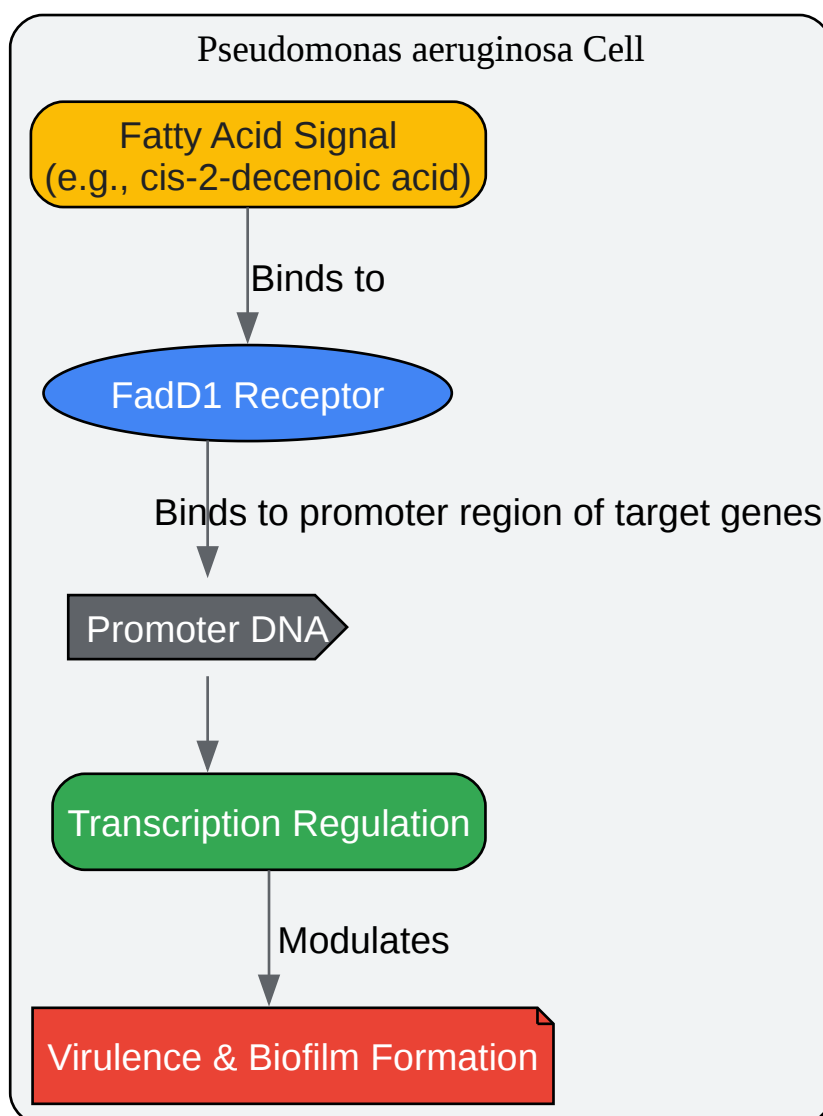 Pseudomonas aeruginosa Cell
Fatty Acid Signal
(e.g., cis-2-decenoic acid)
Binds to
FadD1 Receptor
Binds to promoter region of target genes
Promoter DNA
Transcription Regulation
Modulates
Virulence & Biofilm Formation